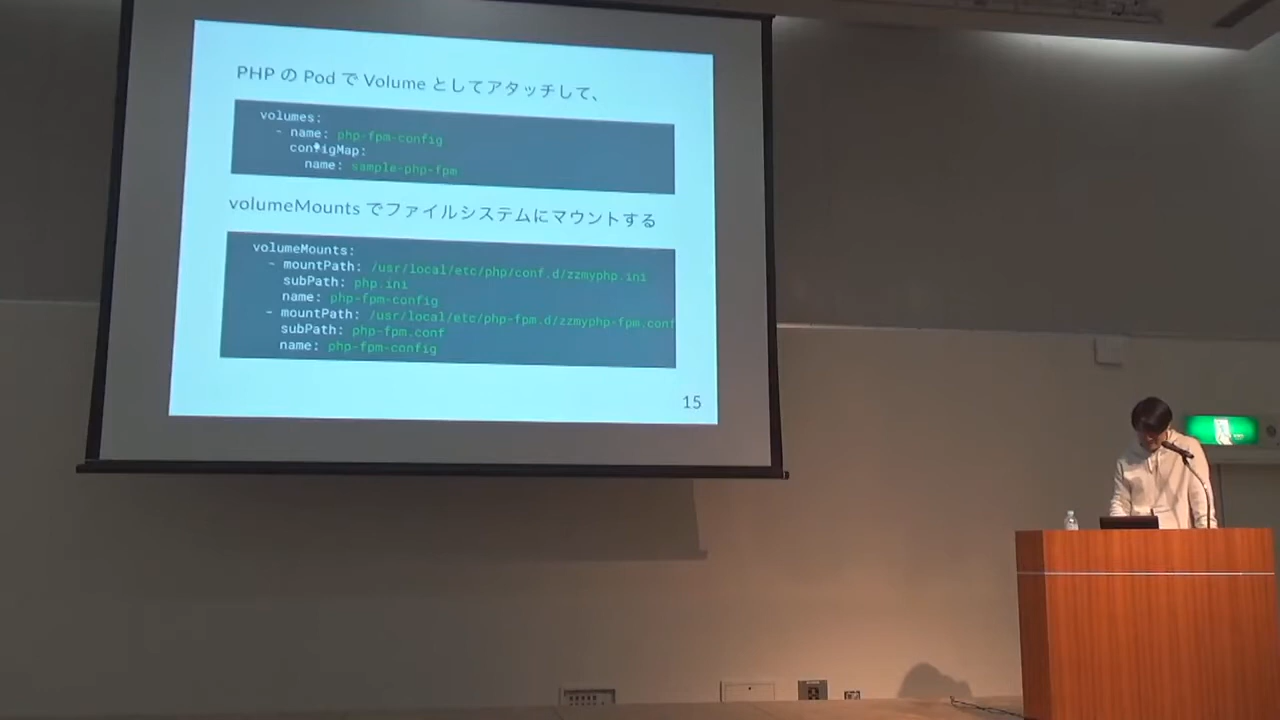 PHP の Pod で Volume としてアタッチして、
volumes:
- name: php-fpm-config
configMap:
name: sample-php-fpm
volumeMounts でファイルシステムにマウントする
volumeMounts:
- mountPath: /usr/local/etc/php/conf.d/zzmyphp.ini
subPath: php.ini
name: php-fpm-config
- mountPath: /usr/local/etc/php-fpm.d/zzmyphp-fpm.conf
subPath: php-fpm.conf
name: php-fpm-config
15